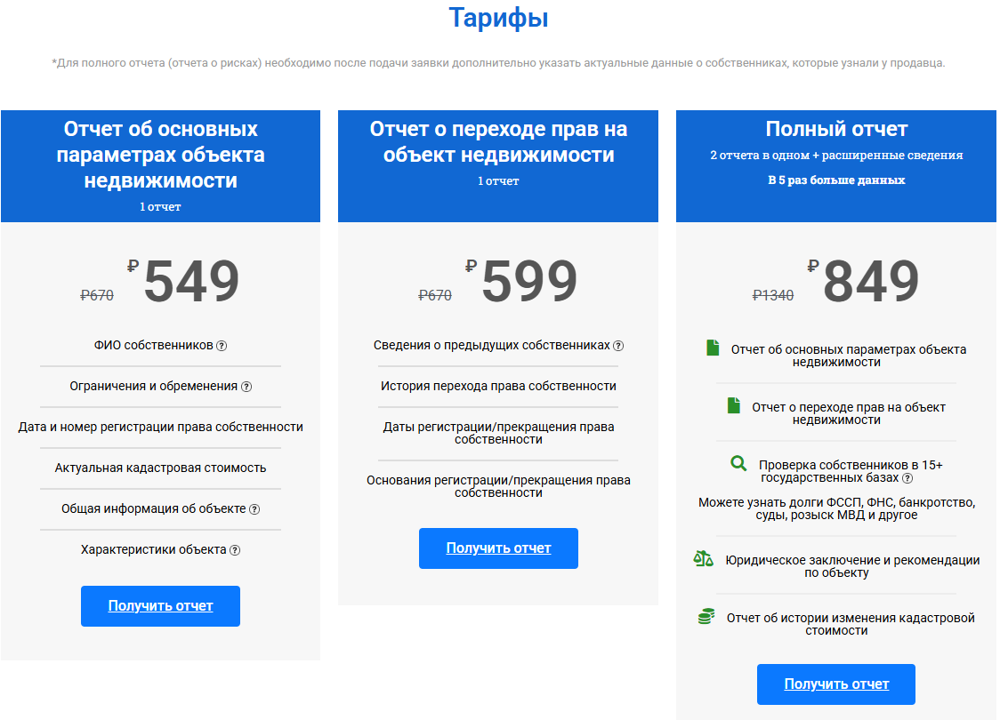 Тарифы
*Для полного отчета (отчета о рисках) необходимо после подачи заявки дополнительно указать актуальные данные о собственниках, которые узнали у продавца.
Отчет об основных
параметрах объекта
недвижимости
1 отчет
₽670
₽ 549
ФИО собственников ?
Ограничения и обременения ?
Дата и номер регистрации права собственности
Актуальная кадастровая стоимость
Общая информация об объекте ?
Характеристики объекта ?
Получить отчет
Отчет о переходе прав на
объект недвижимости
1 отчет
₽670
₽ 599
Сведения о предыдущих собственниках ?
История перехода права собственности
Даты регистрации/прекращения права
собственности
Основания регистрации/прекращения права
собственности
Получить отчет
Полный отчет
2 отчета в одном + расширенные сведения
В 5 раз больше данных
₽1340
₽ 849
Отчет об основных параметрах объекта
недвижимости
Отчет о переходе прав на объект
недвижимости
Проверка собственников в 15+
государственных базах ?
Можете узнать долги ФССП, ФНС, банкротство,
суды, розыск МВД и другое
Юридическое заключение и рекомендации
по объекту
Отчет об истории изменения кадастровой
стоимости
Получить отчет